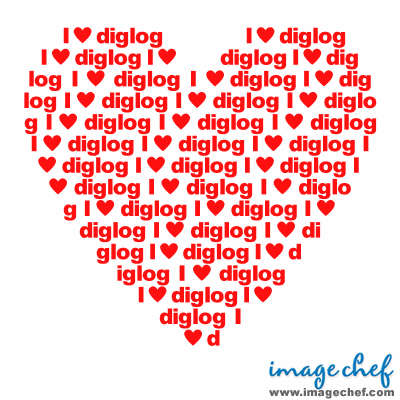 I ♥ diglog I ♥ diglog
I ♥ diglog I ♥ diglog I ♥ dig
log I ♥ diglog I ♥ diglog I ♥ dig
log I ♥ diglog I ♥ diglog I ♥ diglo
g I ♥ diglog I ♥ diglog I ♥ diglog
I ♥ diglog I ♥ diglog I ♥ diglog I
♥ diglog I ♥ diglog I ♥ diglog I
♥ diglog I ♥ diglog I ♥ diglo
g I ♥ diglog I ♥ diglog I ♥
diglog I ♥ diglog I ♥ di
glog I ♥ diglog I ♥ d
iglog I ♥ diglog
I ♥ diglog I ♥
diglog I
♥ d
imagechef
www.imagechef.com